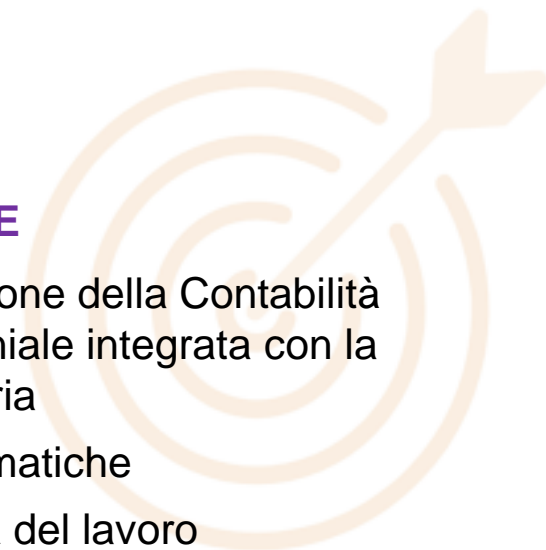 E
one della Contabilità
niale integrata con la
ria
matiche
del lavoro